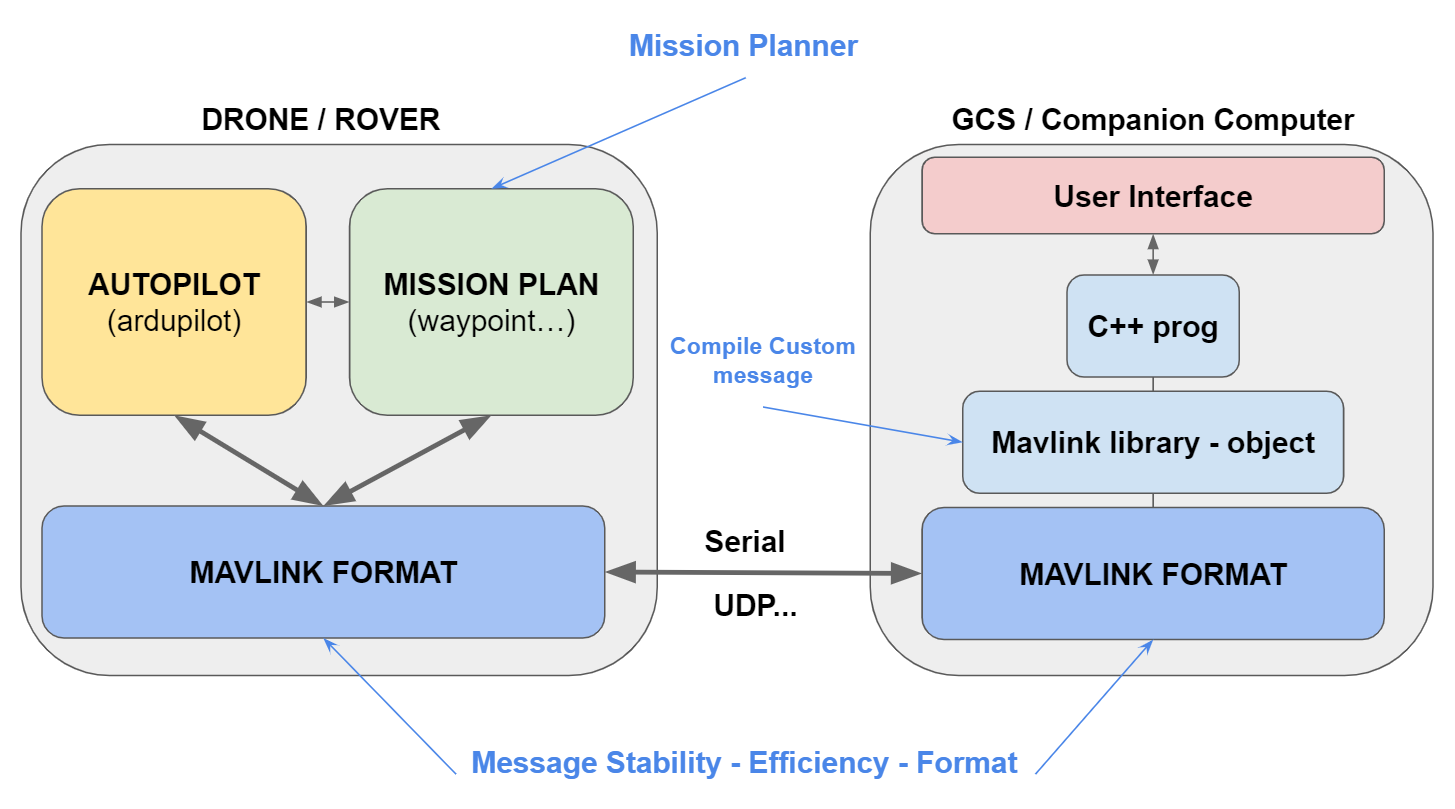 Mission Planner
DRONE / ROVER
GCS / Companion Computer
User Interface
AUTOPILOT
(ardupilot)
MISSION PLAN
(waypoint…)
C++ prog
Compile Custom
message
Mavlink library - object
MAVLINK FORMAT
Serial
UDP...
MAVLINK FORMAT
Message Stability - Efficiency - Format